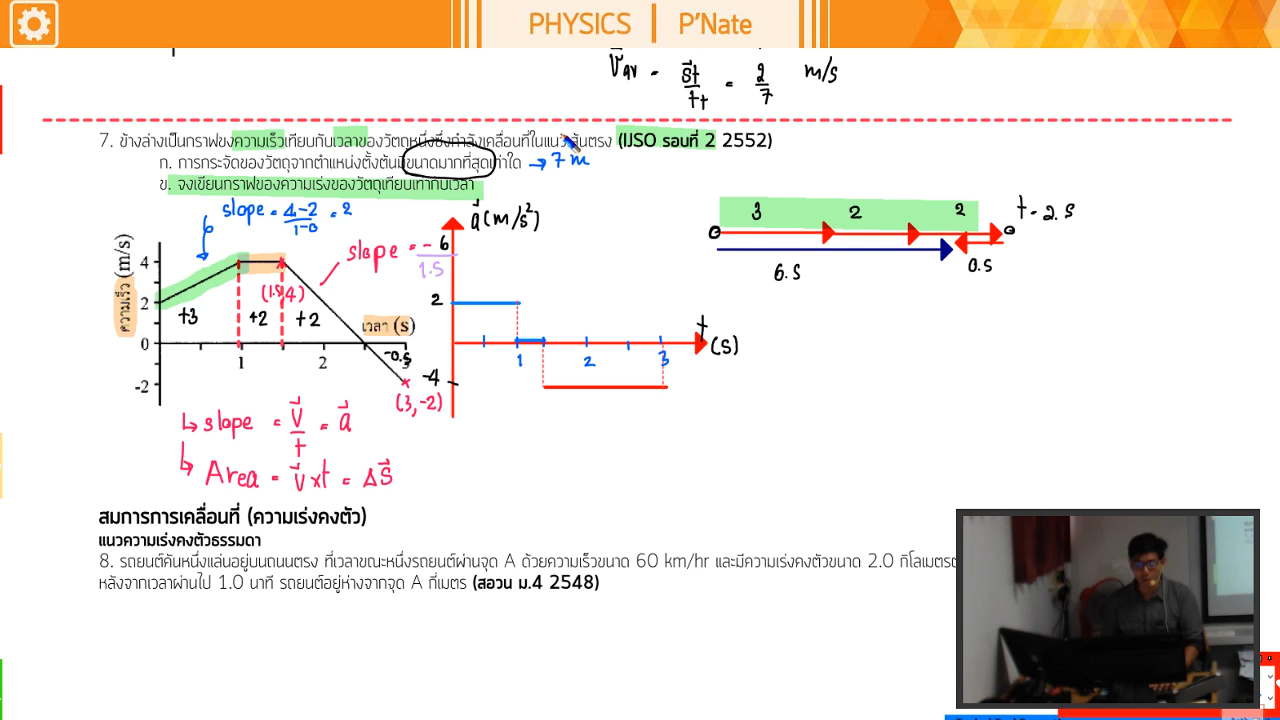 PHYSICS | P'Nate
V⃗av = S⃗t/tt = 2/7 m/s
7. ข้างล่างเป็นกราฟของความเร็วเทียบกับเวลาของวัตถุหนึ่งซึ่งกำลังเคลื่อนที่ในแนวเส้นตรง (IJSO รอบที่ 2 2552)
ก. การกระจัดของวัตถุจากตำแหน่งตั้งต้นมีขนาดมากที่สุดเท่าใด → 7 m
ข. จงเขียนกราฟของความเร่งของวัตถุเทียบเท่ากับเวลา
slope = 4-2/1-0 = 2
a⃗ (m/s²)
3 2 2 t = 2.5
6.5 0.5
slope = -6/1.5
ความเร็ว (m/s)
4 2 0 -2
(1.5,4)
+3 +2 +2 -0.5
เวลา (s)
1 2 3
(3,-2)
2 -4
1 2 3
t (s)
↳ slope = V⃗/t = a⃗
↳ Area = V⃗ x t = ΔS⃗
สมการการเคลื่อนที่ (ความเร่งคงตัว)
แนวความเร่งคงตัวธรรมดา
8. รถยนต์คันหนึ่งแล่นอยู่บนถนนตรง ที่เวลาขณะหนึ่งรถยนต์ผ่านจุด A ด้วยความเร็วขนาด 60 km/hr และมีความเร่งคงตัวขนาด 2.0
หลังจากเวลาผ่านไป 1.0 นาที รถยนต์อยู่ห่างจากจุด A กี่เมตร (สอวน ม.4 2548)